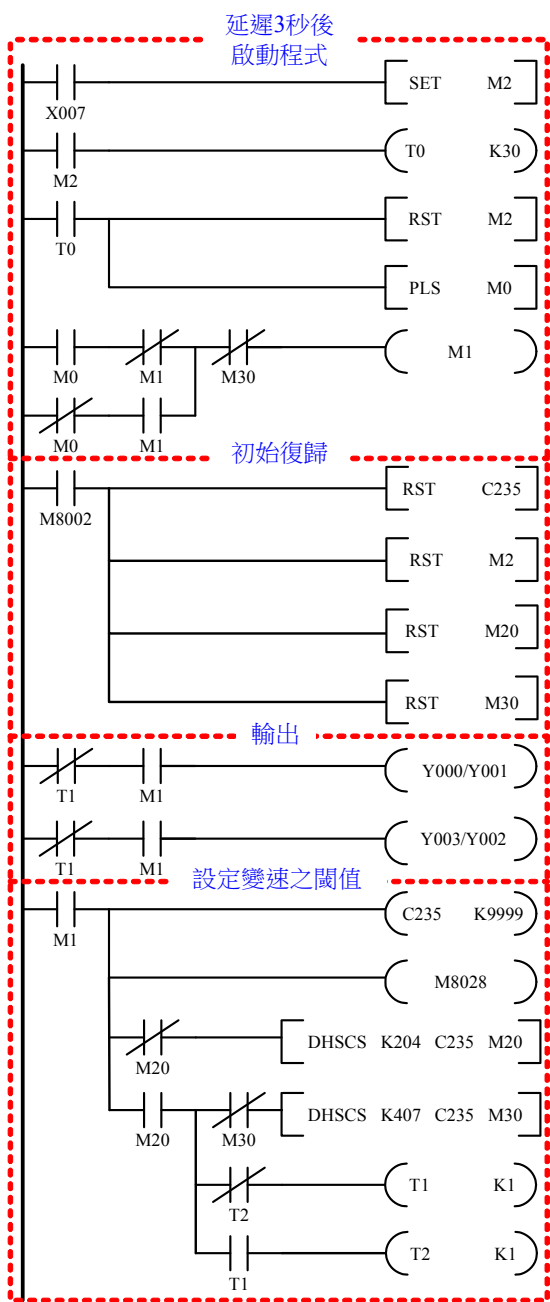 延遲3秒後
啟動程式
SET M2
X007
T0 K30
M2
RST M2
T0
PLS M0
M1
M0 M1 M30
M0 M1
初始復歸
RST C235
M8002
RST M2
RST M20
RST M30
輸出
Y000/Y001
T1 M1
Y003/Y002
T1 M1
設定變速之閾值
C235 K9999
M1
M8028
DHSCS K204 C235 M20
M20
DHSCS K407 C235 M30
M20 M30
T1 K1
T2
T2 K1
T1